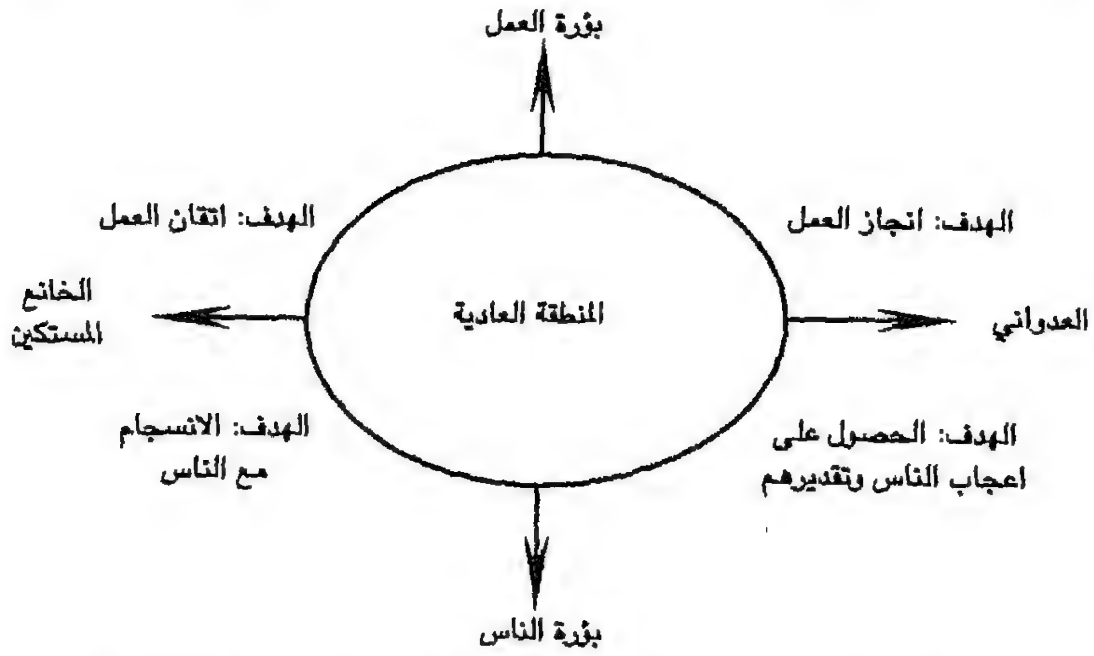 بؤرة العمل
الهدف: انجاز العمل
الهدف: اتقان العمل
العدواني
المنطقة العادية
الخانع
المستكين
الهدف: الحصول على
اعجاب الناس وتقديرهم
الهدف: الانسجام
مع الناس
بؤرة الناس